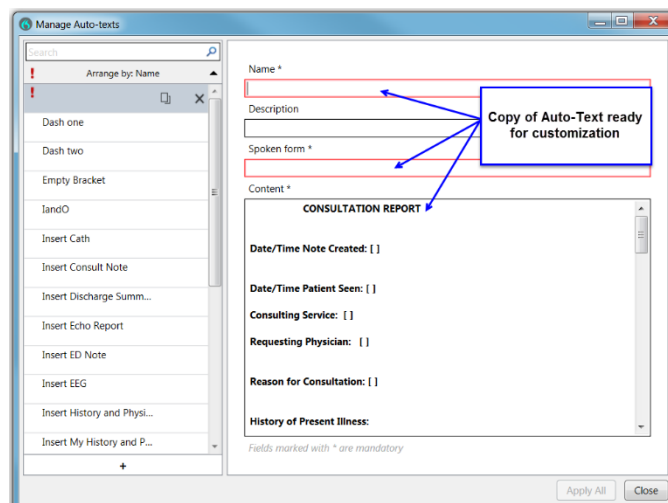 Manage Auto-texts
Search
! Arrange by: Name
!
Dash one
Dash two
Empty Bracket
IandO
Insert Cath
Insert Consult Note
Insert Discharge Summ...
Insert Echo Report
Insert ED Note
Insert EEG
Insert History and Physi...
Insert My History and P...
+
Name *
Description
Spoken form *
Content *
Copy of Auto-Text ready
for customization
CONSULTATION REPORT
Date/Time Note Created: [ ]
Date/Time Patient Seen: [ ]
Consulting Service: [ ]
Requesting Physician: [ ]
Reason for Consultation: [ ]
History of Present Illness:
Fields marked with * are mandatory
Apply All Close